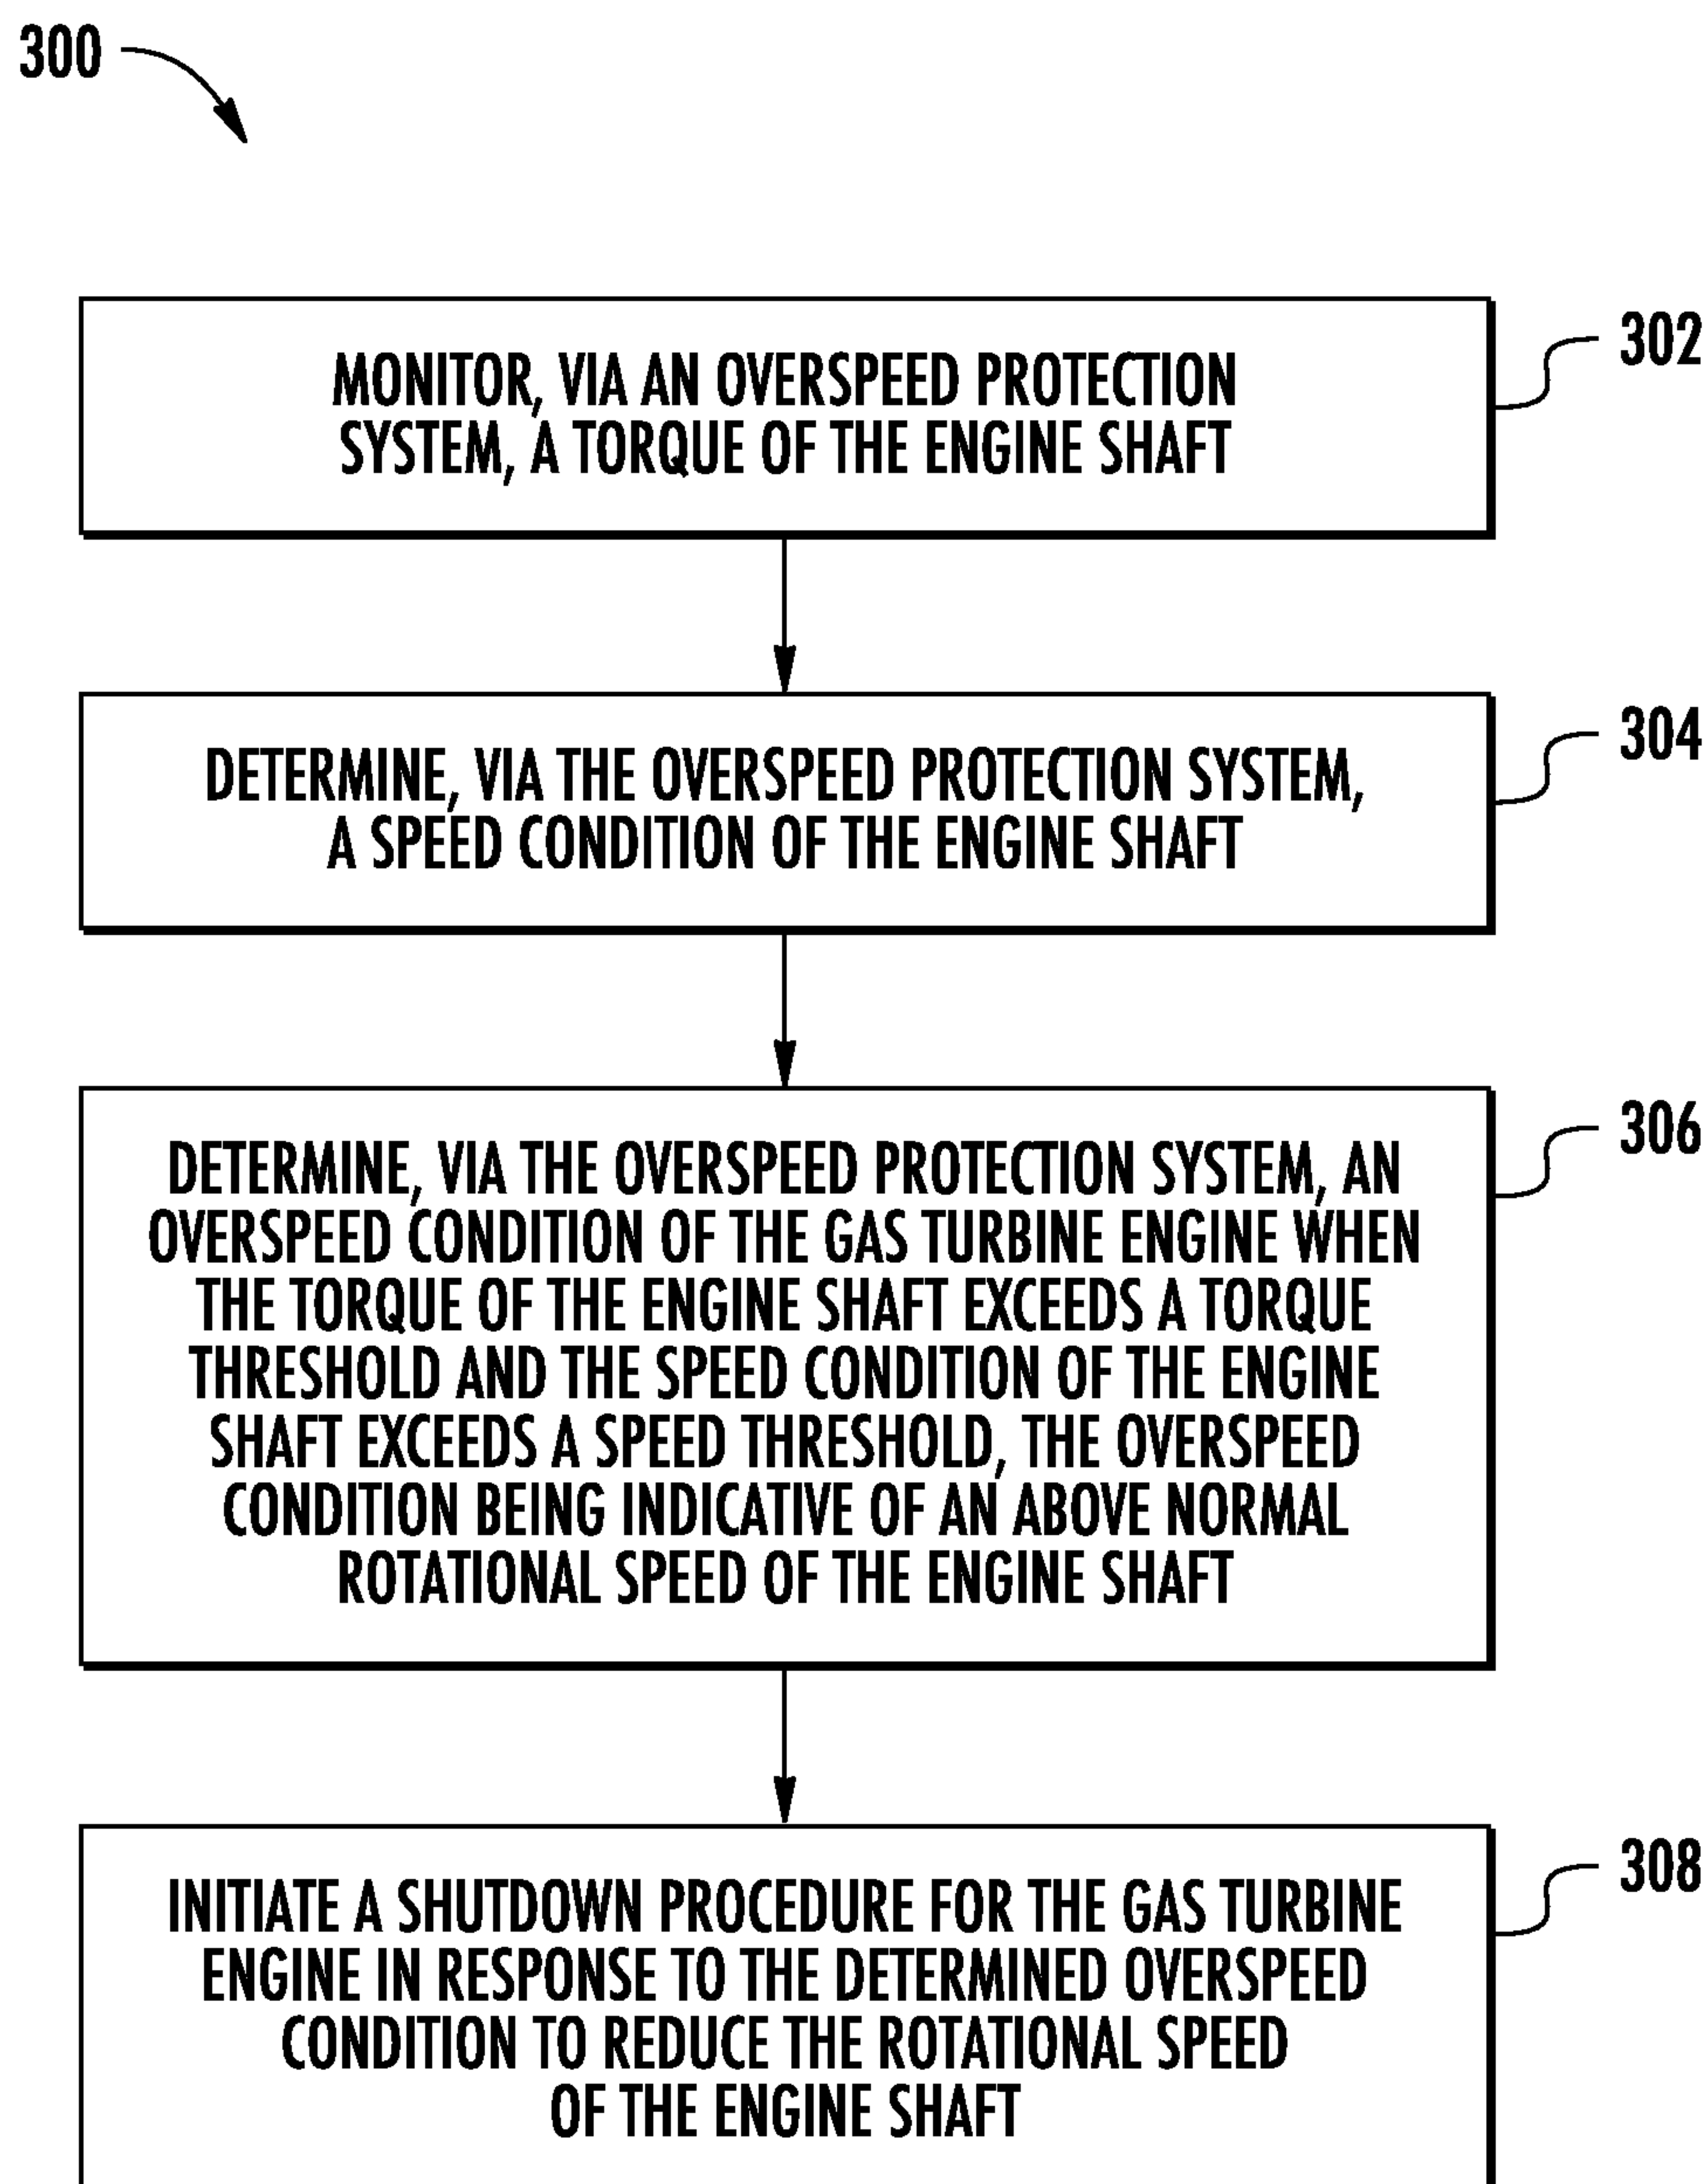 300
302
MONITOR, VIA AN OVERSPEED PROTECTION
SYSTEM, A TORQUE OF THE ENGINE SHAFT
304
DETERMINE, VIA THE OVERSPEED PROTECTION SYSTEM,
A SPEED CONDITION OF THE ENGINE SHAFT
306
DETERMINE, VIA THE OVERSPEED PROTECTION SYSTEM, AN
OVERSPEED CONDITION OF THE GAS TURBINE ENGINE WHEN
THE TORQUE OF THE ENGINE SHAFT EXCEEDS A TORQUE
THRESHOLD AND THE SPEED CONDITION OF THE ENGINE
SHAFT EXCEEDS A SPEED THRESHOLD, THE OVERSPEED
CONDITION BEING INDICATIVE OF AN ABOVE NORMAL
ROTATIONAL SPEED OF THE ENGINE SHAFT
308
INITIATE A SHUTDOWN PROCEDURE FOR THE GAS TURBINE
ENGINE IN RESPONSE TO THE DETERMINED OVERSPEED
CONDITION TO REDUCE THE ROTATIONAL SPEED
OF THE ENGINE SHAFT